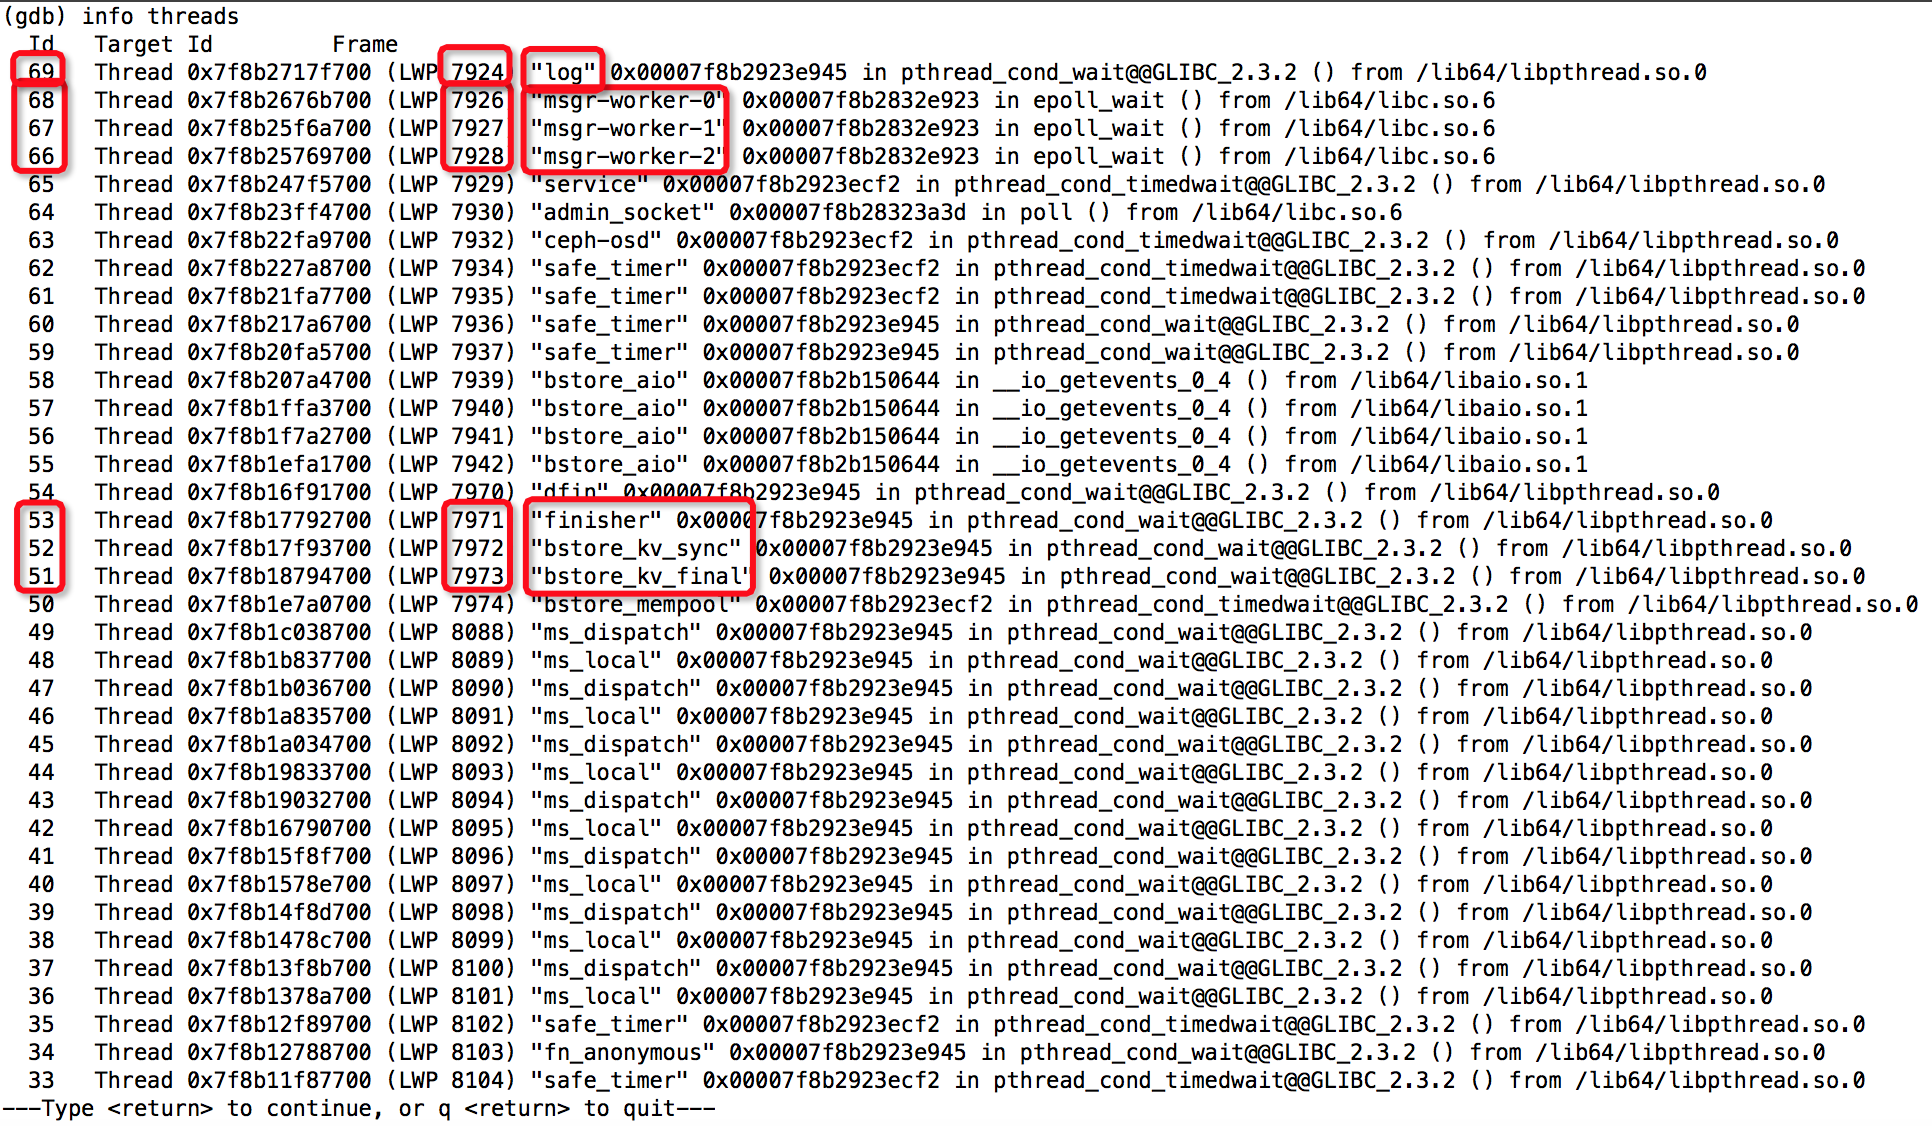 (gdb) info threads
Id Target Id Frame
69 Thread 0x7f8b2717f700 (LWP 7924) "log" 0x00007f8b2923e945 in pthread_cond_wait@@GLIBC_2.3.2 () from /lib64/libpthread.so.0
68 Thread 0x7f8b2676b700 (LWP 7926) "msgr-worker-0" 0x00007f8b2832e923 in epoll_wait () from /lib64/libc.so.6
67 Thread 0x7f8b25f6a700 (LWP 7927) "msgr-worker-1" 0x00007f8b2832e923 in epoll_wait () from /lib64/libc.so.6
66 Thread 0x7f8b25769700 (LWP 7928) "msgr-worker-2" 0x00007f8b2832e923 in epoll_wait () from /lib64/libc.so.6
65 Thread 0x7f8b247f5700 (LWP 7929) "service" 0x00007f8b2923ecf2 in pthread_cond_timedwait@@GLIBC_2.3.2 () from /lib64/libpthread.so.0
64 Thread 0x7f8b23ff4700 (LWP 7930) "admin_socket" 0x00007f8b28323a3d in poll () from /lib64/libc.so.6
63 Thread 0x7f8b22fa9700 (LWP 7932) "ceph-osd" 0x00007f8b2923ecf2 in pthread_cond_timedwait@@GLIBC_2.3.2 () from /lib64/libpthread.so.0
62 Thread 0x7f8b227a8700 (LWP 7934) "safe_timer" 0x00007f8b2923ecf2 in pthread_cond_timedwait@@GLIBC_2.3.2 () from /lib64/libpthread.so.0
61 Thread 0x7f8b21fa7700 (LWP 7935) "safe_timer" 0x00007f8b2923ecf2 in pthread_cond_timedwait@@GLIBC_2.3.2 () from /lib64/libpthread.so.0
60 Thread 0x7f8b217a6700 (LWP 7936) "safe_timer" 0x00007f8b2923e945 in pthread_cond_wait@@GLIBC_2.3.2 () from /lib64/libpthread.so.0
59 Thread 0x7f8b20fa5700 (LWP 7937) "safe_timer" 0x00007f8b2923e945 in pthread_cond_wait@@GLIBC_2.3.2 () from /lib64/libpthread.so.0
58 Thread 0x7f8b207a4700 (LWP 7939) "bstore_aio" 0x00007f8b2b150644 in __io_getevents_0_4 () from /lib64/libaio.so.1
57 Thread 0x7f8b1ffa3700 (LWP 7940) "bstore_aio" 0x00007f8b2b150644 in __io_getevents_0_4 () from /lib64/libaio.so.1
56 Thread 0x7f8b1f7a2700 (LWP 7941) "bstore_aio" 0x00007f8b2b150644 in __io_getevents_0_4 () from /lib64/libaio.so.1
55 Thread 0x7f8b1efa1700 (LWP 7942) "bstore_aio" 0x00007f8b2b150644 in __io_getevents_0_4 () from /lib64/libaio.so.1
54 Thread 0x7f8b16f91700 (LWP 7970) "dfin" 0x00007f8b2923e945 in pthread_cond_wait@@GLIBC_2.3.2 () from /lib64/libpthread.so.0
53 Thread 0x7f8b17792700 (LWP 7971) "finisher" 0x00007f8b2923e945 in pthread_cond_wait@@GLIBC_2.3.2 () from /lib64/libpthread.so.0
52 Thread 0x7f8b17f93700 (LWP 7972) "bstore_kv_sync" 0x00007f8b2923e945 in pthread_cond_wait@@GLIBC_2.3.2 () from /lib64/libpthread.so.0
51 Thread 0x7f8b18794700 (LWP 7973) "bstore_kv_final" 0x00007f8b2923e945 in pthread_cond_wait@@GLIBC_2.3.2 () from /lib64/libpthread.so.0
50 Thread 0x7f8b1e7a0700 (LWP 7974) "bstore_mempool" 0x00007f8b2923ecf2 in pthread_cond_timedwait@@GLIBC_2.3.2 () from /lib64/libpthread.so.0
49 Thread 0x7f8b1c038700 (LWP 8088) "ms_dispatch" 0x00007f8b2923e945 in pthread_cond_wait@@GLIBC_2.3.2 () from /lib64/libpthread.so.0
48 Thread 0x7f8b1b837700 (LWP 8089) "ms_local" 0x00007f8b2923e945 in pthread_cond_wait@@GLIBC_2.3.2 () from /lib64/libpthread.so.0
47 Thread 0x7f8b1b036700 (LWP 8090) "ms_dispatch" 0x00007f8b2923e945 in pthread_cond_wait@@GLIBC_2.3.2 () from /lib64/libpthread.so.0
46 Thread 0x7f8b1a835700 (LWP 8091) "ms_local" 0x00007f8b2923e945 in pthread_cond_wait@@GLIBC_2.3.2 () from /lib64/libpthread.so.0
45 Thread 0x7f8b1a034700 (LWP 8092) "ms_dispatch" 0x00007f8b2923e945 in pthread_cond_wait@@GLIBC_2.3.2 () from /lib64/libpthread.so.0
44 Thread 0x7f8b19833700 (LWP 8093) "ms_local" 0x00007f8b2923e945 in pthread_cond_wait@@GLIBC_2.3.2 () from /lib64/libpthread.so.0
43 Thread 0x7f8b19032700 (LWP 8094) "ms_dispatch" 0x00007f8b2923e945 in pthread_cond_wait@@GLIBC_2.3.2 () from /lib64/libpthread.so.0
42 Thread 0x7f8b16790700 (LWP 8095) "ms_local" 0x00007f8b2923e945 in pthread_cond_wait@@GLIBC_2.3.2 () from /lib64/libpthread.so.0
41 Thread 0x7f8b15f8f700 (LWP 8096) "ms_dispatch" 0x00007f8b2923e945 in pthread_cond_wait@@GLIBC_2.3.2 () from /lib64/libpthread.so.0
40 Thread 0x7f8b1578e700 (LWP 8097) "ms_local" 0x00007f8b2923e945 in pthread_cond_wait@@GLIBC_2.3.2 () from /lib64/libpthread.so.0
39 Thread 0x7f8b14f8d700 (LWP 8098) "ms_dispatch" 0x00007f8b2923e945 in pthread_cond_wait@@GLIBC_2.3.2 () from /lib64/libpthread.so.0
38 Thread 0x7f8b1478c700 (LWP 8099) "ms_local" 0x00007f8b2923e945 in pthread_cond_wait@@GLIBC_2.3.2 () from /lib64/libpthread.so.0
37 Thread 0x7f8b13f8b700 (LWP 8100) "ms_dispatch" 0x00007f8b2923e945 in pthread_cond_wait@@GLIBC_2.3.2 () from /lib64/libpthread.so.0
36 Thread 0x7f8b1378a700 (LWP 8101) "ms_local" 0x00007f8b2923e945 in pthread_cond_wait@@GLIBC_2.3.2 () from /lib64/libpthread.so.0
35 Thread 0x7f8b12f89700 (LWP 8102) "safe_timer" 0x00007f8b2923ecf2 in pthread_cond_timedwait@@GLIBC_2.3.2 () from /lib64/libpthread.so.0
34 Thread 0x7f8b12788700 (LWP 8103) "fn_anonymous" 0x00007f8b2923e945 in pthread_cond_wait@@GLIBC_2.3.2 () from /lib64/libpthread.so.0
33 Thread 0x7f8b11f87700 (LWP 8104) "safe_timer" 0x00007f8b2923ecf2 in pthread_cond_timedwait@@GLIBC_2.3.2 () from /lib64/libpthread.so.0
---Type <return> to continue, or q <return> to quit---